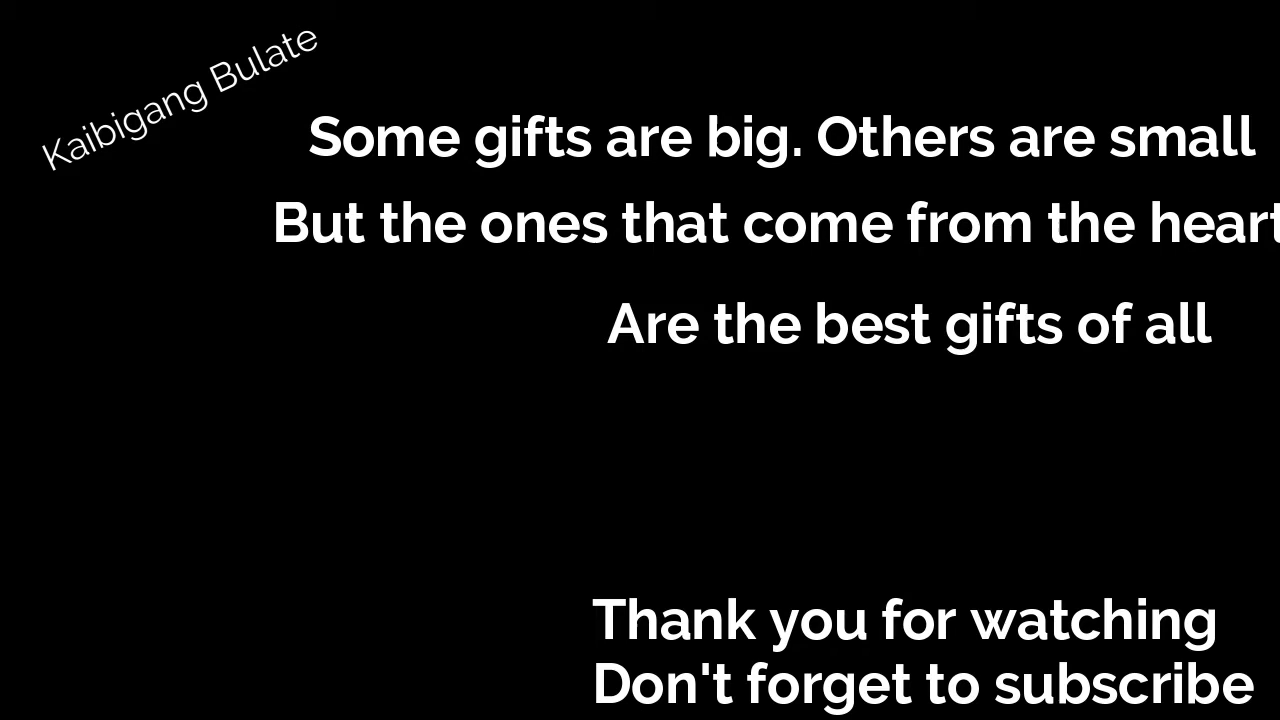 Kaibigang Bulate
Some gifts are big. Others are small
But the ones that come from the heart
Are the best gifts of all
Thank you for watching
Don't forget to subscribe